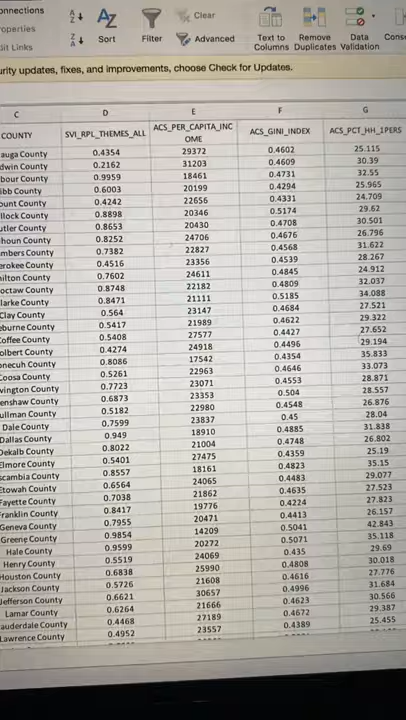 onnections
roperties
dit Links
A Z
Z A
Sort
Filter
Clear
Advanced
Text to Columns
Remove Duplicates
Data Validation
Cons
urity updates, fixes, and improvements, choose Check for Updates.
C D E F G
COUNTY SVI_RPL_THEMES_ALL ACS_PER_CAPITA_INCOME ACS_GINI_INDEX ACS_PCT_HH_1PERS
auga County 0.4354 29372 0.4602 25.115
dwin County 0.2162 31203 0.4609 30.39
bour County 0.9959 18461 0.4731 32.55
ibb County 0.6003 20199 0.4294 25.965
ount County 0.4242 22656 0.4331 24.709
llock County 0.8898 20346 0.5174 29.62
utler County 0.8653 20430 0.4708 30.501
houn County 0.8252 24706 0.4676 26.796
mbers County 0.7382 22827 0.4568 31.622
erokee County 0.4516 23356 0.4539 28.267
hilton County 0.7602 24611 0.4845 24.912
octaw County 0.8748 22182 0.4809 32.037
larke County 0.8471 21111 0.5185 34.088
Clay County 0.564 23147 0.4684 27.521
eburne County 0.5417 21989 0.4622 29.322
offee County 0.5408 27577 0.4427 27.652
olbert County 0.4274 24918 0.4496 29.194
onecuh County 0.8086 17542 0.4354 35.833
oosa County 0.5261 22963 0.4646 33.073
vington County 0.7723 23071 0.4553 28.871
enshaw County 0.6873 23353 0.504 28.557
ullman County 0.5182 22980 0.4548 26.876
Dale County 0.7599 23837 0.45 28.04
Dallas County 0.949 18910 0.4885 31.838
Dekalb County 0.8022 21004 0.4748 26.802
Elmore County 0.5401 27475 0.4359 25.19
scambia County 0.8557 18161 0.4823 35.15
Etowah County 0.6564 24065 0.4483 29.077
Fayette County 0.7038 21862 0.4635 27.523
ranklin County 0.8417 19776 0.4224 27.823
Geneva County 0.7955 20471 0.4413 26.157
Greene County 0.9854 14209 0.5041 42.843
Hale County 0.9599 20272 0.5071 35.118
Henry County 0.5519 24069 0.435 29.69
Houston County 0.6838 25990 0.4808 30.018
Jackson County 0.5726 21608 0.4616 27.776
Jefferson County 0.6621 30657 0.4996 31.684
Lamar County 0.6264 21666 0.4623 30.566
auderdale County 0.4468 27189 0.4672 29.387
Lawrence County 0.4952 23557 0.4389 25.455